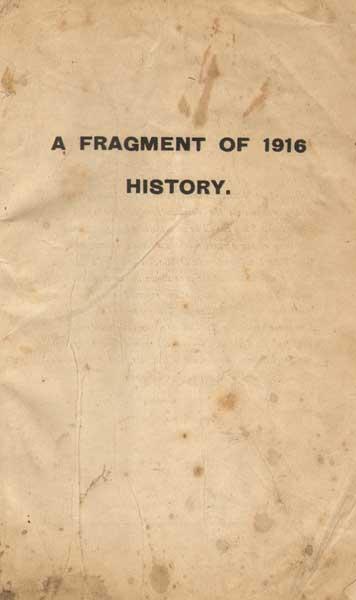 A FRAGMENT OF 1916
HISTORY.